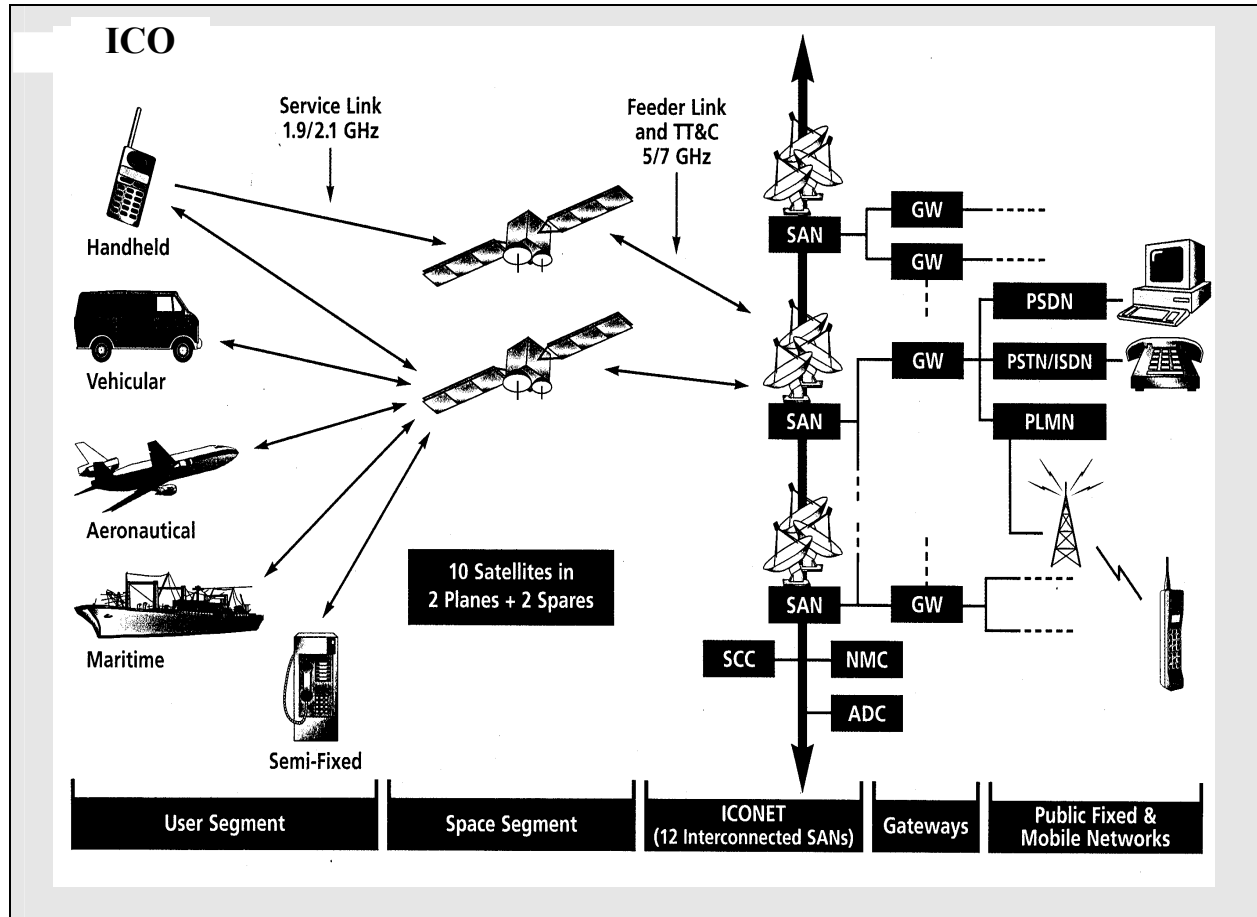 ICO
Service Link
1.9/2.1 GHz
Feeder Link
and TT&C
5/7 GHz
Handheld
Vehicular
Aeronautical
Maritime
Semi-Fixed
10 Satellites in
2 Planes + 2 Spares
SAN
GW
GW
SAN
GW
PSDN
PSTN/ISDN
PLMN
SAN
GW
SCC
NMC
ADC
User Segment
Space Segment
ICONET
(12 Interconnected SANs)
Gateways
Public Fixed &
Mobile Networks